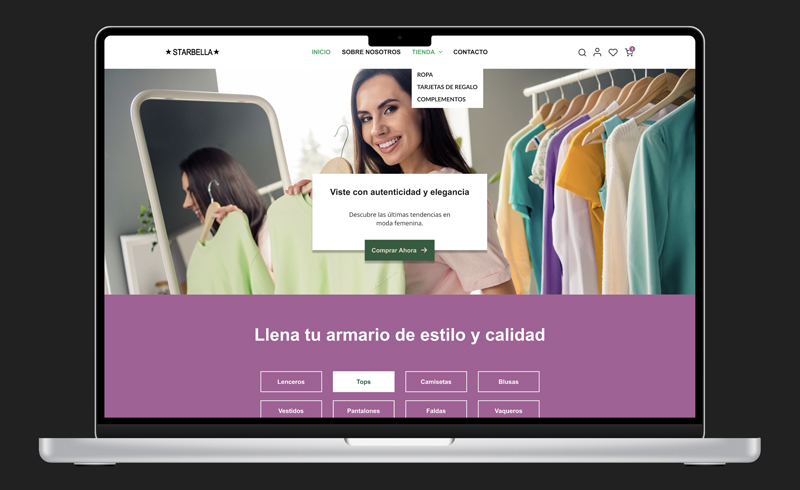 ★ STARBELLA ★
INICIO
SOBRE NOSOTROS
TIENDA
CONTACTO
ROPA
TARJETAS DE REGALO
COMPLEMENTOS
Viste con autenticidad y elegancia
Descubre las últimas tendencias en
moda femenina.
Comprar Ahora →
Llena tu armario de estilo y calidad
Lenceros
Tops
Camisetas
Blusas
Vestidos
Pantalones
Faldas
Vaqueros